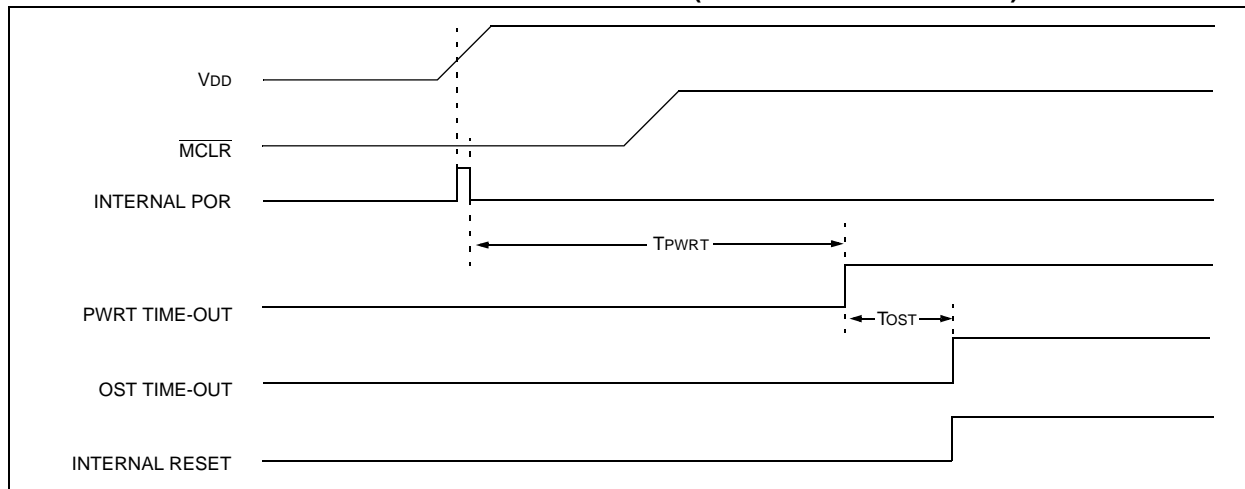 VDD
MCLR
INTERNAL POR
TPWRT
PWRT TIME-OUT
TOST
OST TIME-OUT
INTERNAL RESET